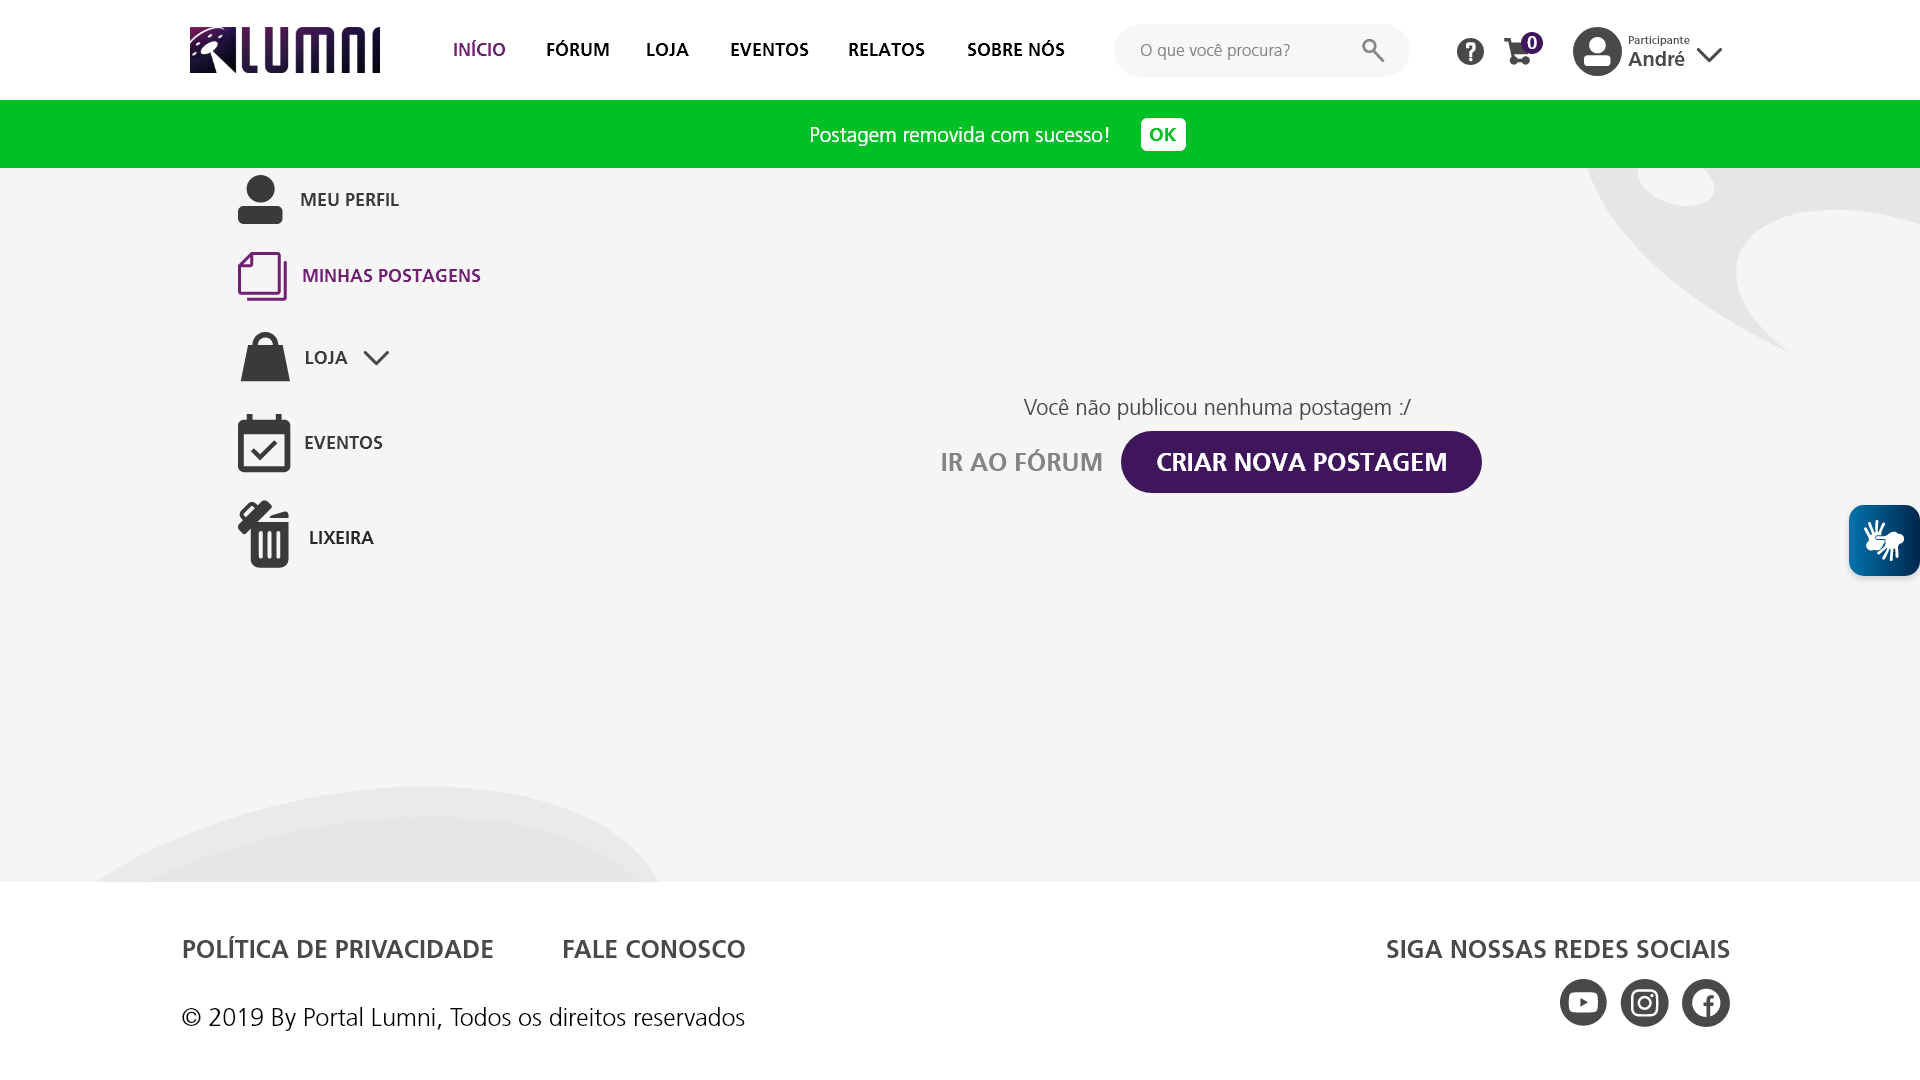 LUMNI
INÍCIO FÓRUM LOJA EVENTOS RELATOS SOBRE NÓS
O que você procura?
0
Participante
André
Postagem removida com sucesso! OK
MEU PERFIL
MINHAS POSTAGENS
LOJA
EVENTOS
LIXEIRA
Você não publicou nenhuma postagem :/
IR AO FÓRUM CRIAR NOVA POSTAGEM
POLÍTICA DE PRIVACIDADE FALE CONOSCO
SIGA NOSSAS REDES SOCIAIS
© 2019 By Portal Lumni, Todos os direitos reservados